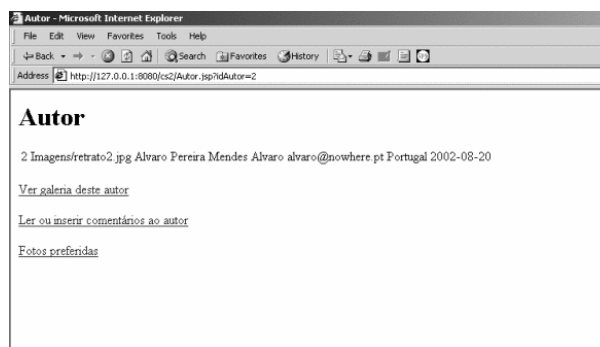 Autor - Microsoft Internet Explorer
File Edit View Favorites Tools Help
Back Search Favorites History
Address http://127.0.0.1:8080/cs2/Autor.jsp?idAutor=2
Autor
2 Imagens/retrato2.jpg Alvaro Pereira Mendes Alvaro alvaro@nowhere.pt Portugal 2002-08-20
Ver galeria deste autor
Ler ou inserir comentários ao autor
Fotos preferidas